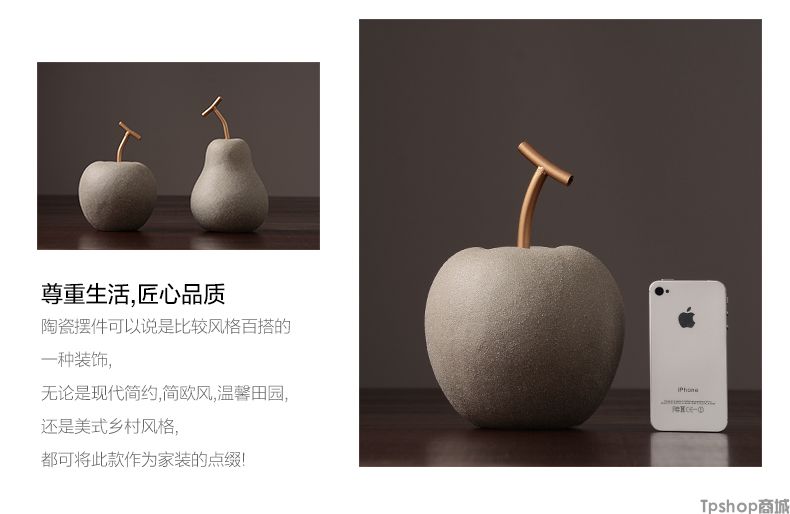 尊重生活,匠心品质
陶瓷摆件可以说是比较风格百搭的
一种装饰,
无论是现代简约,简欧风,温馨田园,
还是美式乡村风格,
都可将此款作为家装的点缀!
iPhone
Tpshop商城